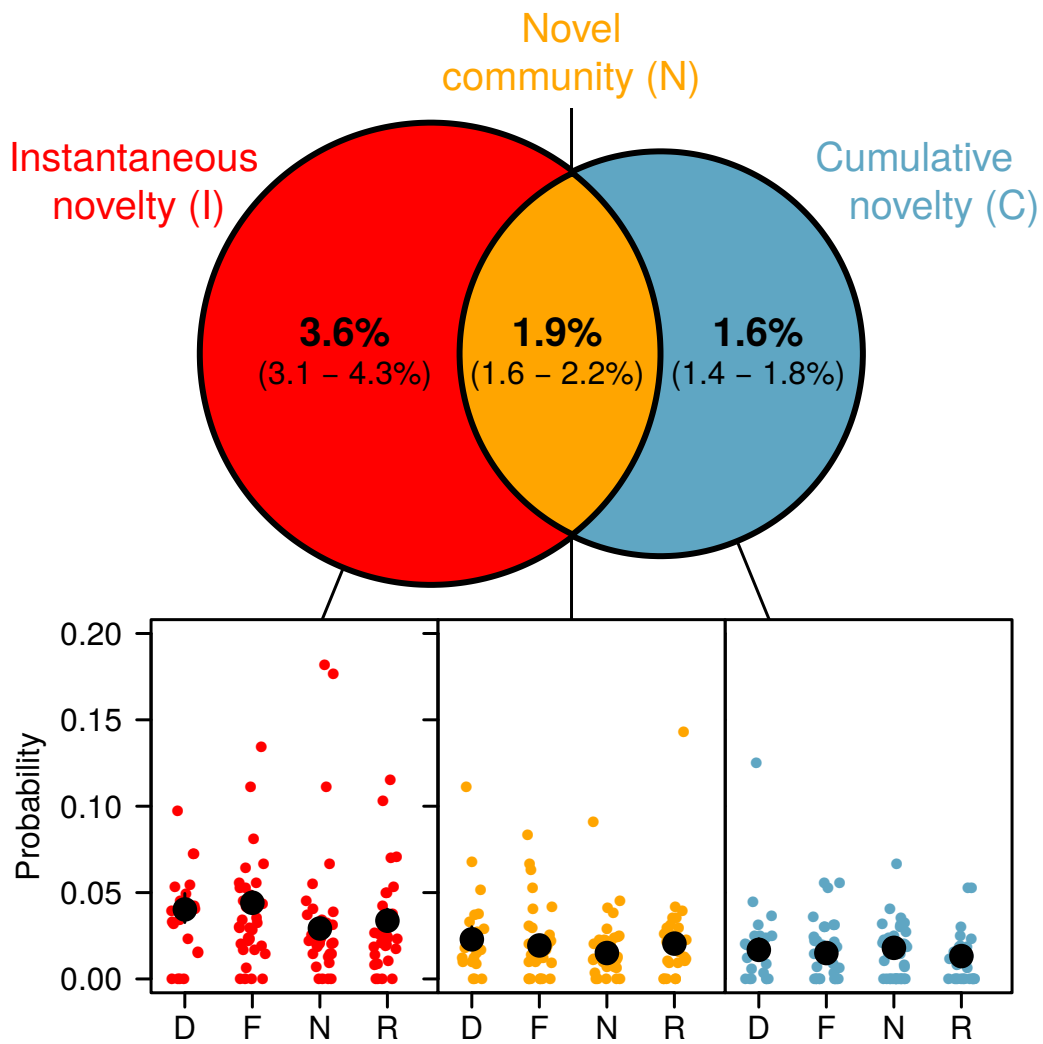 Novel
community (N)
Instantaneous
novelty (I)
Cumulative
novelty (C)
3.6%
(3.1 − 4.3%)
1.9%
(1.6 − 2.2%)
1.6%
(1.4 − 1.8%)
Probability
0.20
0.15
0.10
0.05
0.00
D F N R
D F N R
D F N R